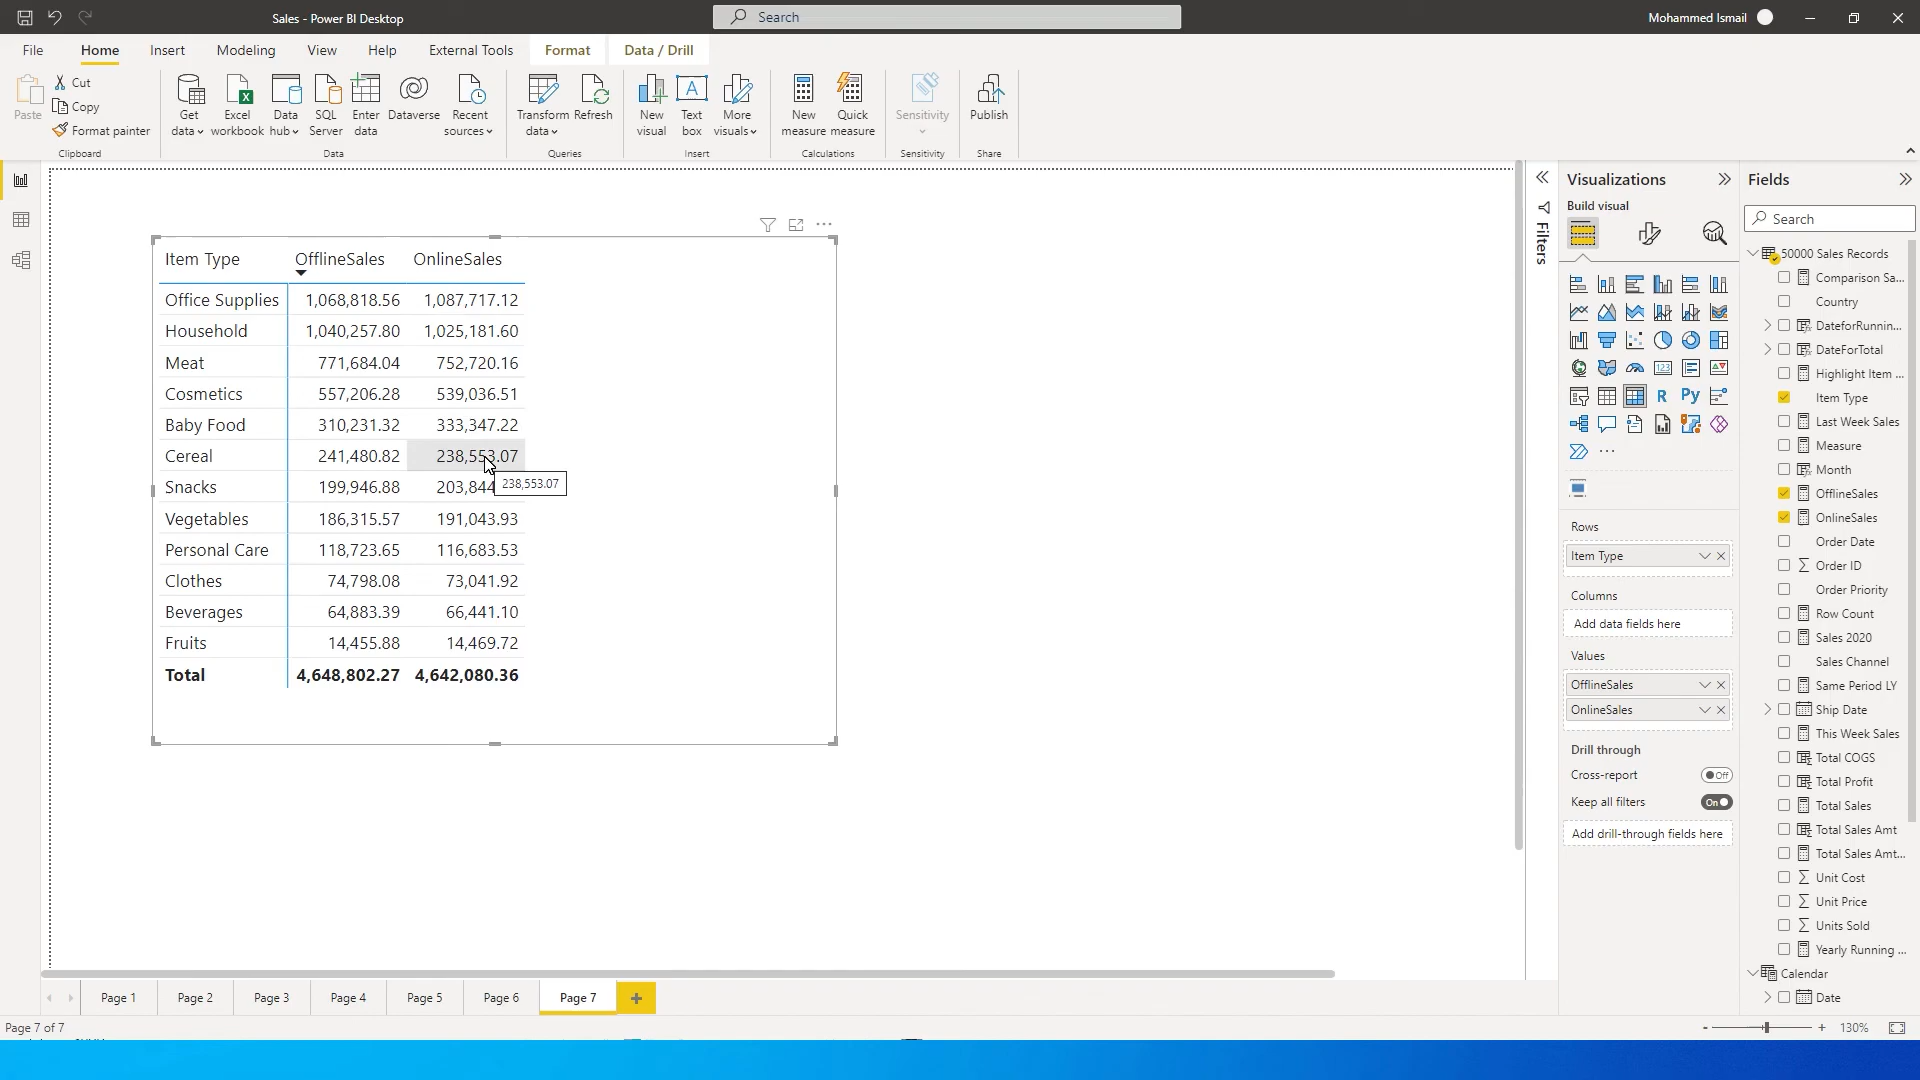 Sales - Power BI Desktop
Search
Mohammed Ismail
File Home Insert Modeling View Help External Tools Format Data / Drill
Paste
Cut
Copy
Format painter
Clipboard
Get data
Excel workbook
Data hub
SQL Server
Enter data
Dataverse
Recent sources
Data
Transform data
Refresh
Queries
New visual
Text box
More visuals
Insert
New measure
Quick measure
Calculations
Sensitivity
Sensitivity
Publish
Share
Item Type OfflineSales OnlineSales
Office Supplies 1,068,818.56 1,087,717.12
Household 1,040,257.80 1,025,181.60
Meat 771,684.04 752,720.16
Cosmetics 557,206.28 539,036.51
Baby Food 310,231.32 333,347.22
Cereal 241,480.82 238,553.07
Snacks 199,946.88 203,844
238,553.07
Vegetables 186,315.57 191,043.93
Personal Care 118,723.65 116,683.53
Clothes 74,798.08 73,041.92
Beverages 64,883.39 66,441.10
Fruits 14,455.88 14,469.72
Total 4,648,802.27 4,642,080.36
Filters
Visualizations
Build visual
R Py
123
Rows
Item Type
Columns
Add data fields here
Values
OfflineSales
OnlineSales
Drill through
Cross-report Off
Keep all filters On
Add drill-through fields here
Fields
Search
50000 Sales Records
Comparison Sa...
Country
DateforRunnin...
DateForTotal
Highlight Item ...
Item Type
Last Week Sales
Measure
Month
OfflineSales
OnlineSales
Order Date
Order ID
Order Priority
Row Count
Sales 2020
Sales Channel
Same Period LY
Ship Date
This Week Sales
Total COGS
Total Profit
Total Sales
Total Sales Amt
Total Sales Amt...
Unit Cost
Unit Price
Units Sold
Yearly Running ...
Calendar
Date
Page 1 Page 2 Page 3 Page 4 Page 5 Page 6 Page 7
Page 7 of 7
- + 130%